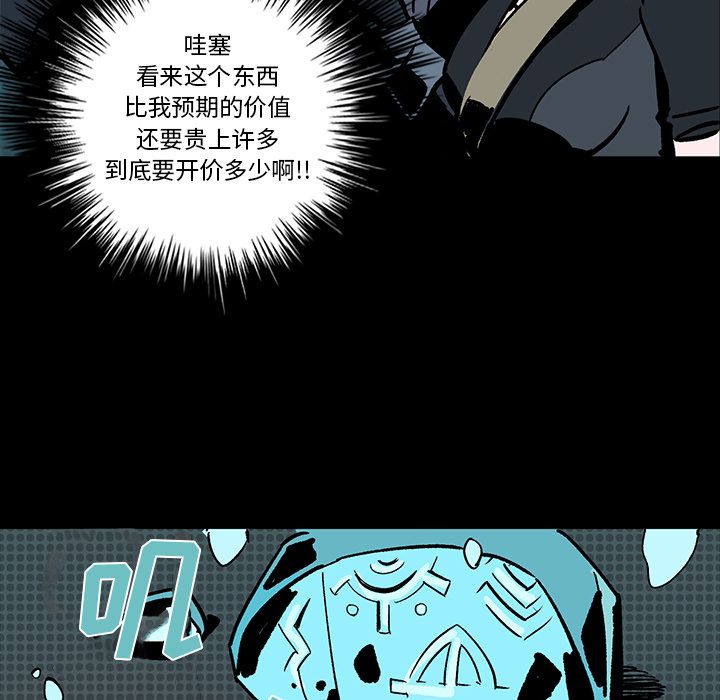 哇塞
看来这个东西
比我预期的价值
还要贵上许多
到底要开价多少啊!!
叽